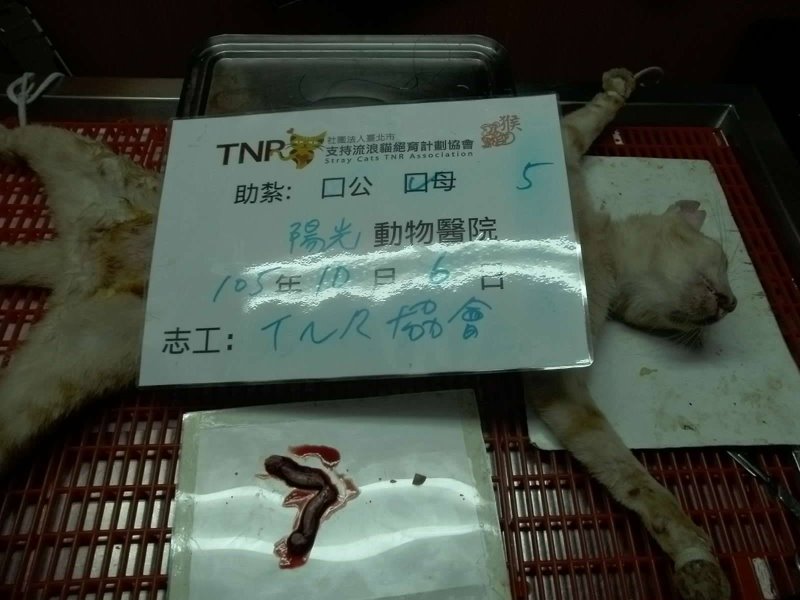 TNR 社團法人臺北市
支持流浪貓絕育計劃協會
Stray Cats TNR Association
助紮: 口公 口母 5
陽光 動物醫院
105年10月6日
志工: TNR協會